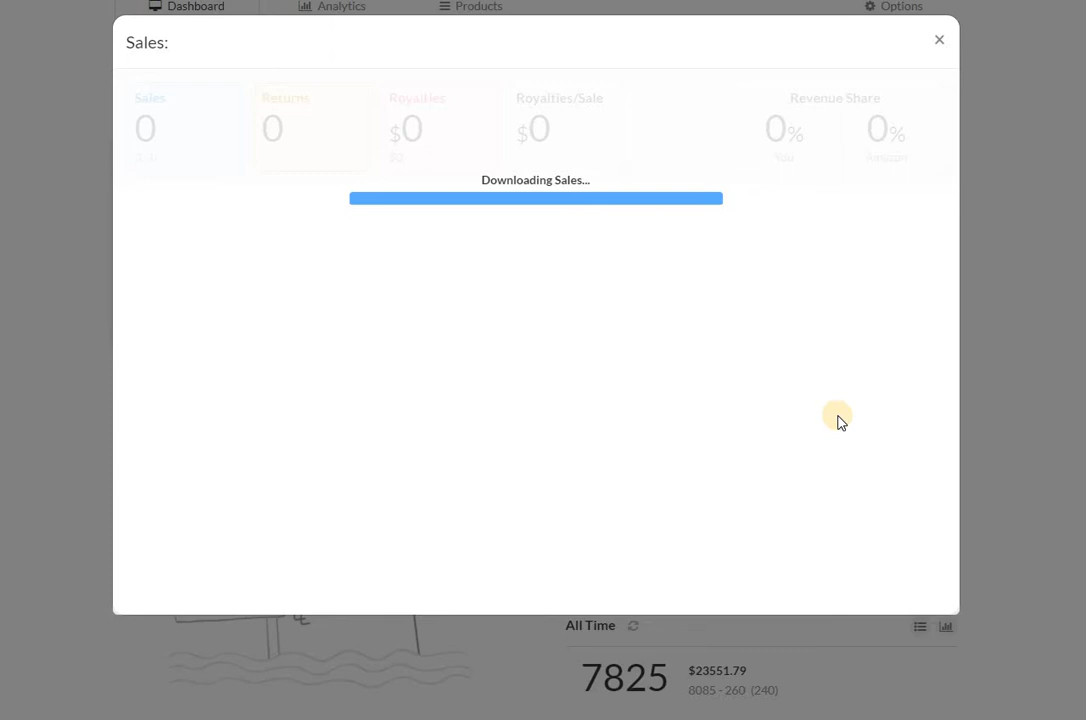 Dashboard Analytics Products Options
Sales: ×
Sales Returns Royalties Royalties/Sale Revenue Share
0 0 $0 $0 0% 0%
$0 You Amazon
Downloading Sales...
All Time
7825 $23551.79
8085 - 260 (240)